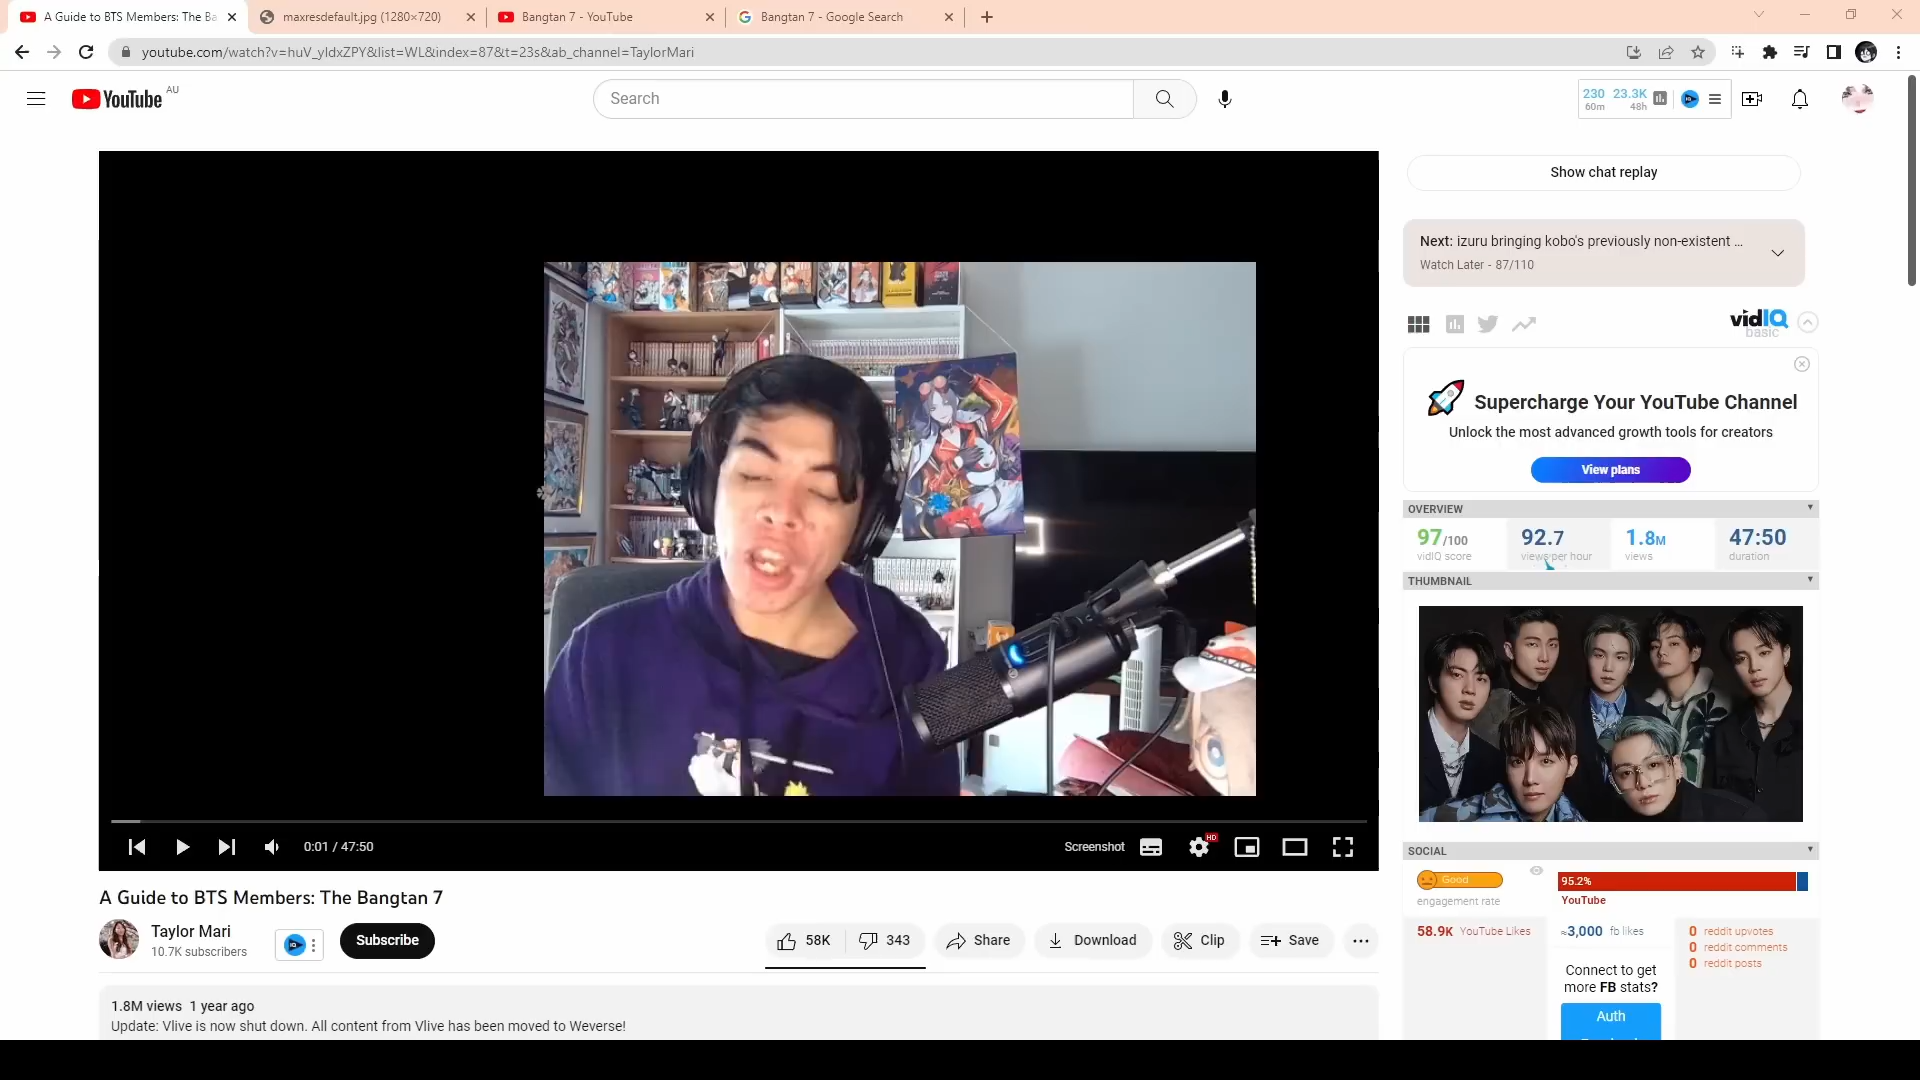 A Guide to BTS Members: The Ba
maxresdefault.jpg (1280×720)
Bangtan 7 - YouTube
Bangtan 7 - Google Search
youtube.com/watch?v=huV_yIdxZPY&list=WL&index=87&t=23s&ab_channel=TaylorMari
YouTube AU
Search
230 23.3K
60m 48h
Show chat replay
Next: izuru bringing kobo's previously non-existent ...
Watch Later - 87/110
vidIQ
basic
Supercharge Your YouTube Channel
Unlock the most advanced growth tools for creators
View plans
OVERVIEW
97/100 92.7 1.8M 47:50
vidIQ score views per hour views duration
THUMBNAIL
0:01 / 47:50
Screenshot
HD
SOCIAL
Good 95.2%
engagement rate YouTube
58.9K YouTube Likes ≈3,000 fb likes
0 reddit upvotes
0 reddit comments
0 reddit posts
Connect to get
more FB stats?
Auth
A Guide to BTS Members: The Bangtan 7
Taylor Mari
10.7K subscribers
Subscribe
58K 343 Share Download Clip Save
1.8M views 1 year ago
Update: Vlive is now shut down. All content from Vlive has been moved to Weverse!